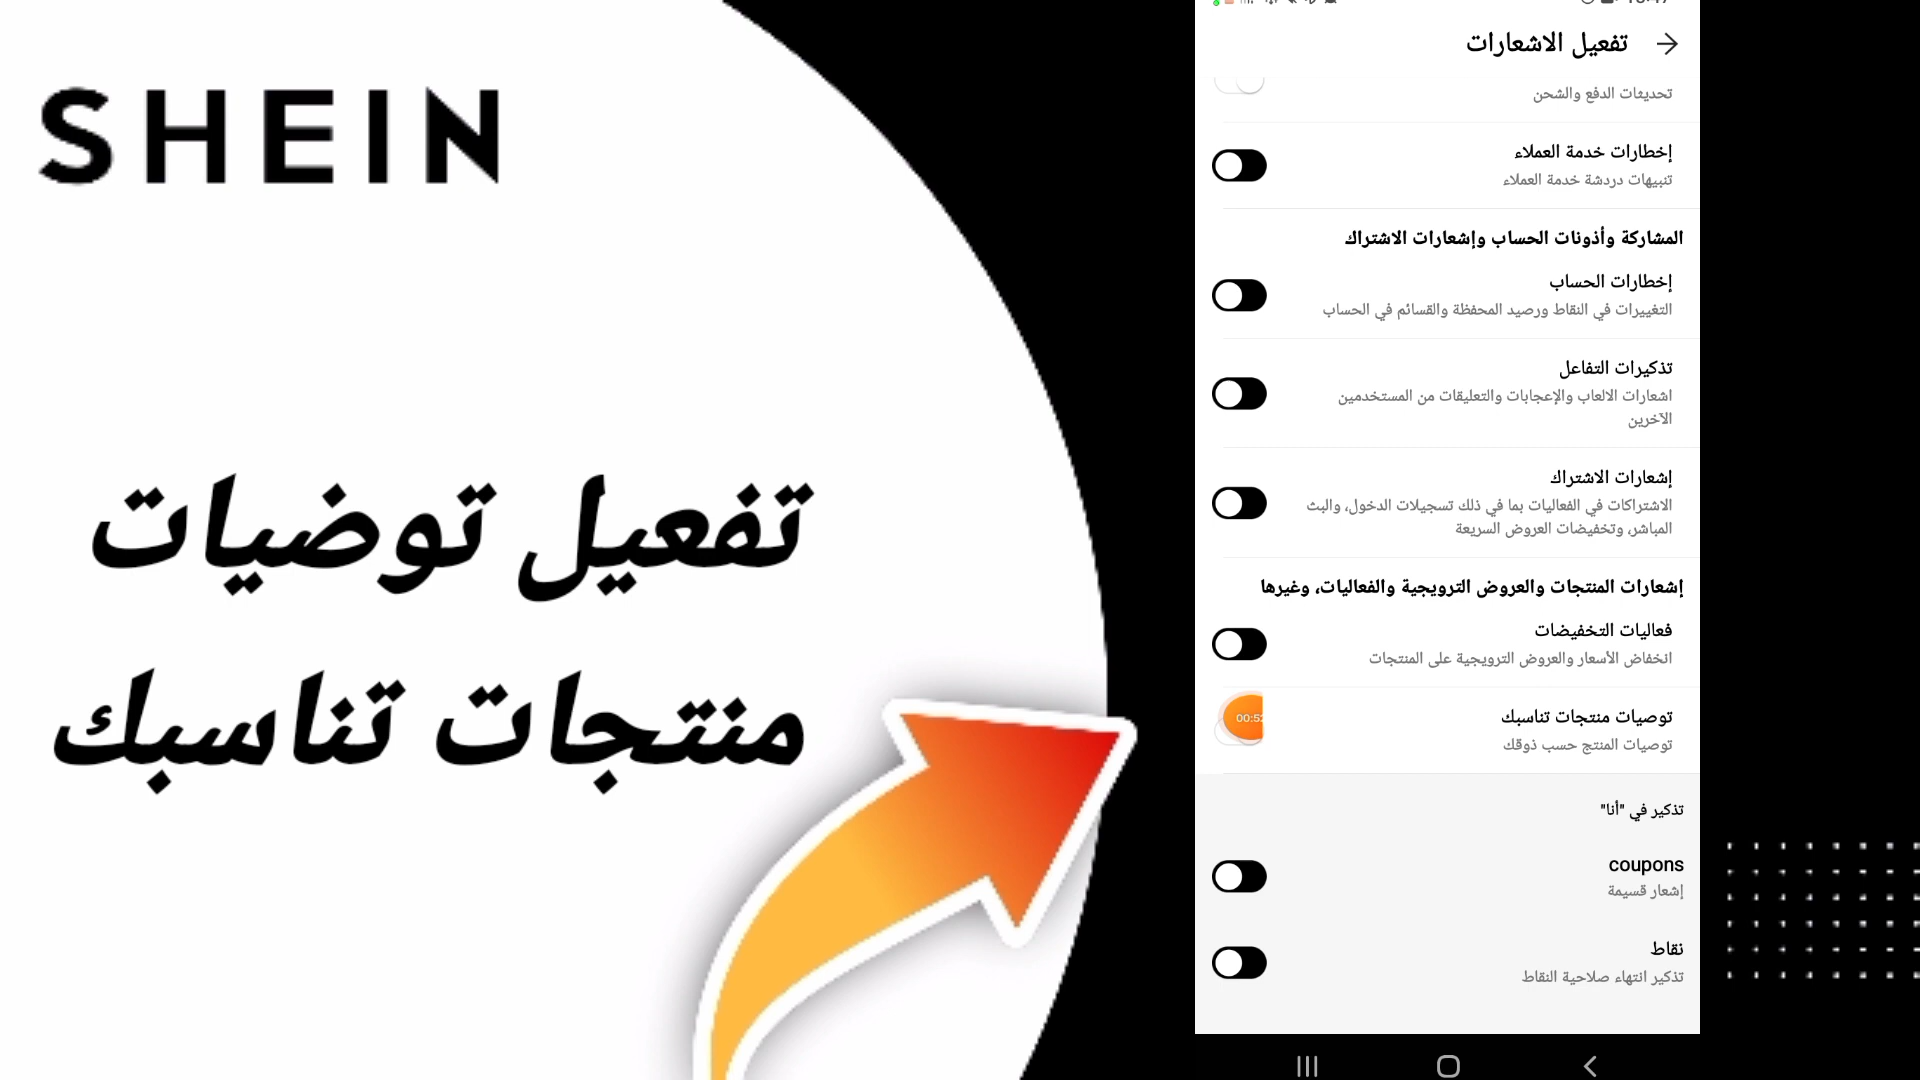 SHEIN
تفعيل توضيات
منتجات تناسبك
تفعيل الاشعارات
تحديثات الدفع والشحن
إخطارات خدمة العملاء
تنبيهات دردشة خدمة العملاء
المشاركة وأذونات الحساب وإشعارات الاشتراك
إخطارات الحساب
التغييرات في النقاط ورصيد المحفظة والقسائم في الحساب
تذكيرات التفاعل
اشعارات الالعاب والإعجابات والتعليقات من المستخدمين
الآخرين
إشعارات الاشتراك
الاشتراكات في الفعاليات بما في ذلك تسجيلات الدخول، والبث
المباشر، وتخفيضات العروض السريعة
إشعارات المنتجات والعروض الترويجية والفعاليات، وغيرها
فعاليات التخفيضات
انخفاض الأسعار والعروض الترويجية على المنتجات
توصيات منتجات تناسبك
00:52
توصيات المنتج حسب ذوقك
تذكير في "أنا"
coupons
إشعار قسيمة
نقاط
تذكير انتهاء صلاحية النقاط